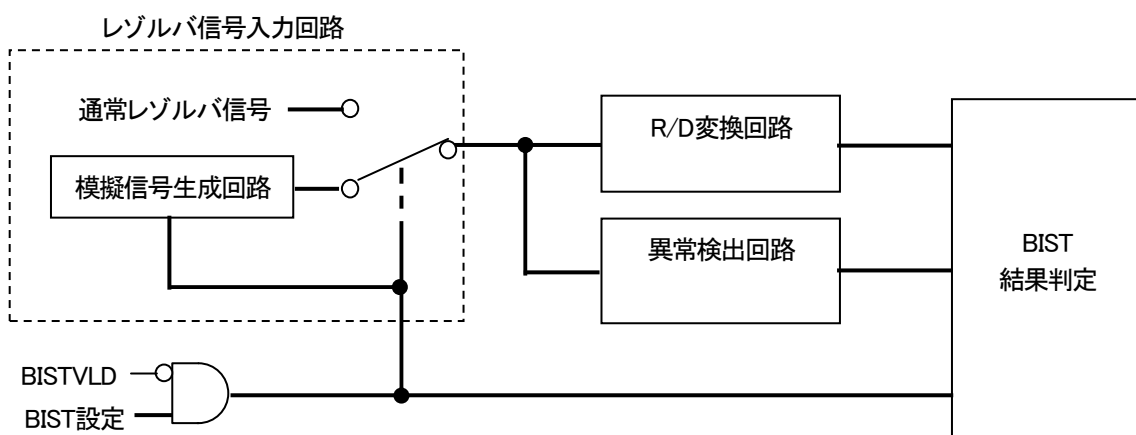 レゾルバ信号入力回路
通常レゾルバ信号
模擬信号生成回路
R/D変換回路
異常検出回路
BIST
結果判定
BISTVLD
BIST設定